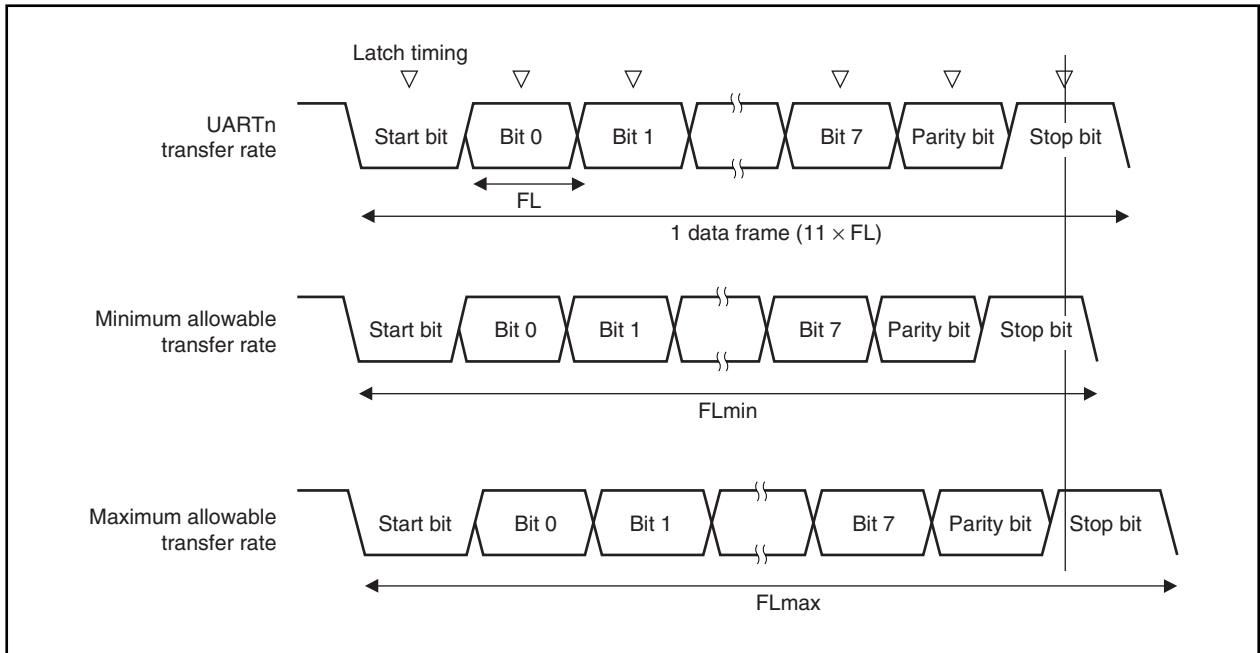 Latch timing
UARTn
transfer rate
Start bit Bit 0 Bit 1 Bit 7 Parity bit Stop bit
FL
1 data frame (11 × FL)
Minimum allowable
transfer rate
Start bit Bit 0 Bit 1 Bit 7 Parity bit Stop bit
FLmin
Maximum allowable
transfer rate
Start bit Bit 0 Bit 1 Bit 7 Parity bit Stop bit
FLmax